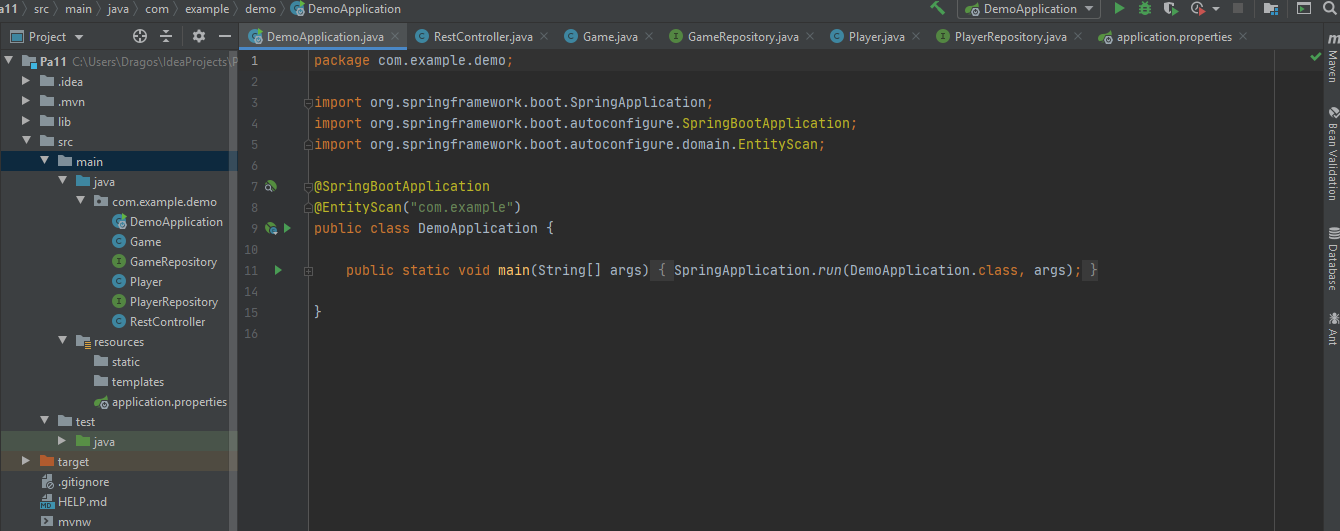 Pa11 src main java com example demo DemoApplication DemoApplication
Project DemoApplication.java RestController.java Game.java GameRepository.java Player.java PlayerRepository.java application.properties
Pa11 C:\Users\Dragos\IdeaProjects\P
.idea
.mvn
lib
src
main
java
com.example.demo
DemoApplication
Game
GameRepository
Player
PlayerRepository
RestController
resources
static
templates
application.properties
test
java
target
.gitignore
HELP.md
mvnw
1 package com.example.demo;
2
3 import org.springframework.boot.SpringApplication;
4 import org.springframework.boot.autoconfigure.SpringBootApplication;
5 import org.springframework.boot.autoconfigure.domain.EntityScan;
6
7 @SpringBootApplication
8 @EntityScan("com.example")
9 public class DemoApplication {
10
11 public static void main(String[] args) { SpringApplication.run(DemoApplication.class, args); }
14
15 }
16
Maven
Bean Validation
Database
Ant